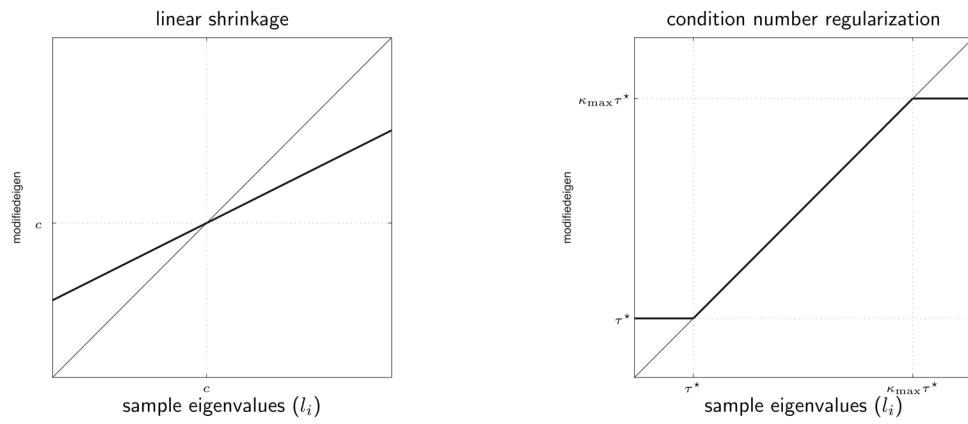 linear shrinkage
modifiedeigen
c
c
sample eigenvalues (l_i)
condition number regularization
modifiedeigen
κ_max τ⋆
τ⋆
τ⋆
κ_max τ⋆
sample eigenvalues (l_i)